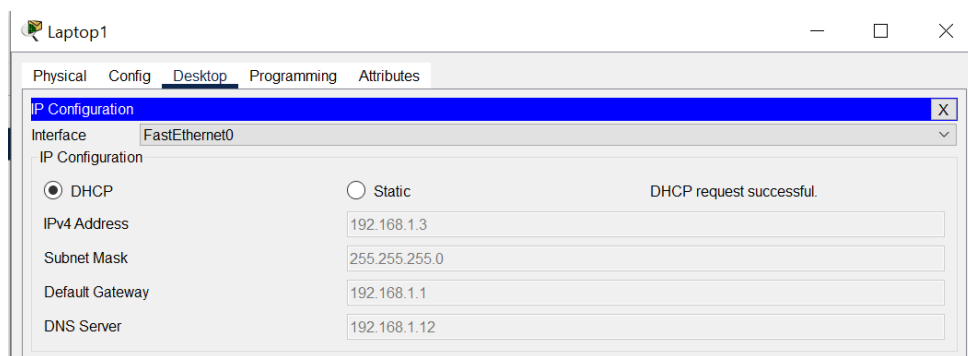 Laptop1
Physical Config Desktop Programming Attributes
IP Configuration X
Interface FastEthernet0
IP Configuration
DHCP Static DHCP request successful.
IPv4 Address 192.168.1.3
Subnet Mask 255.255.255.0
Default Gateway 192.168.1.1
DNS Server 192.168.1.12